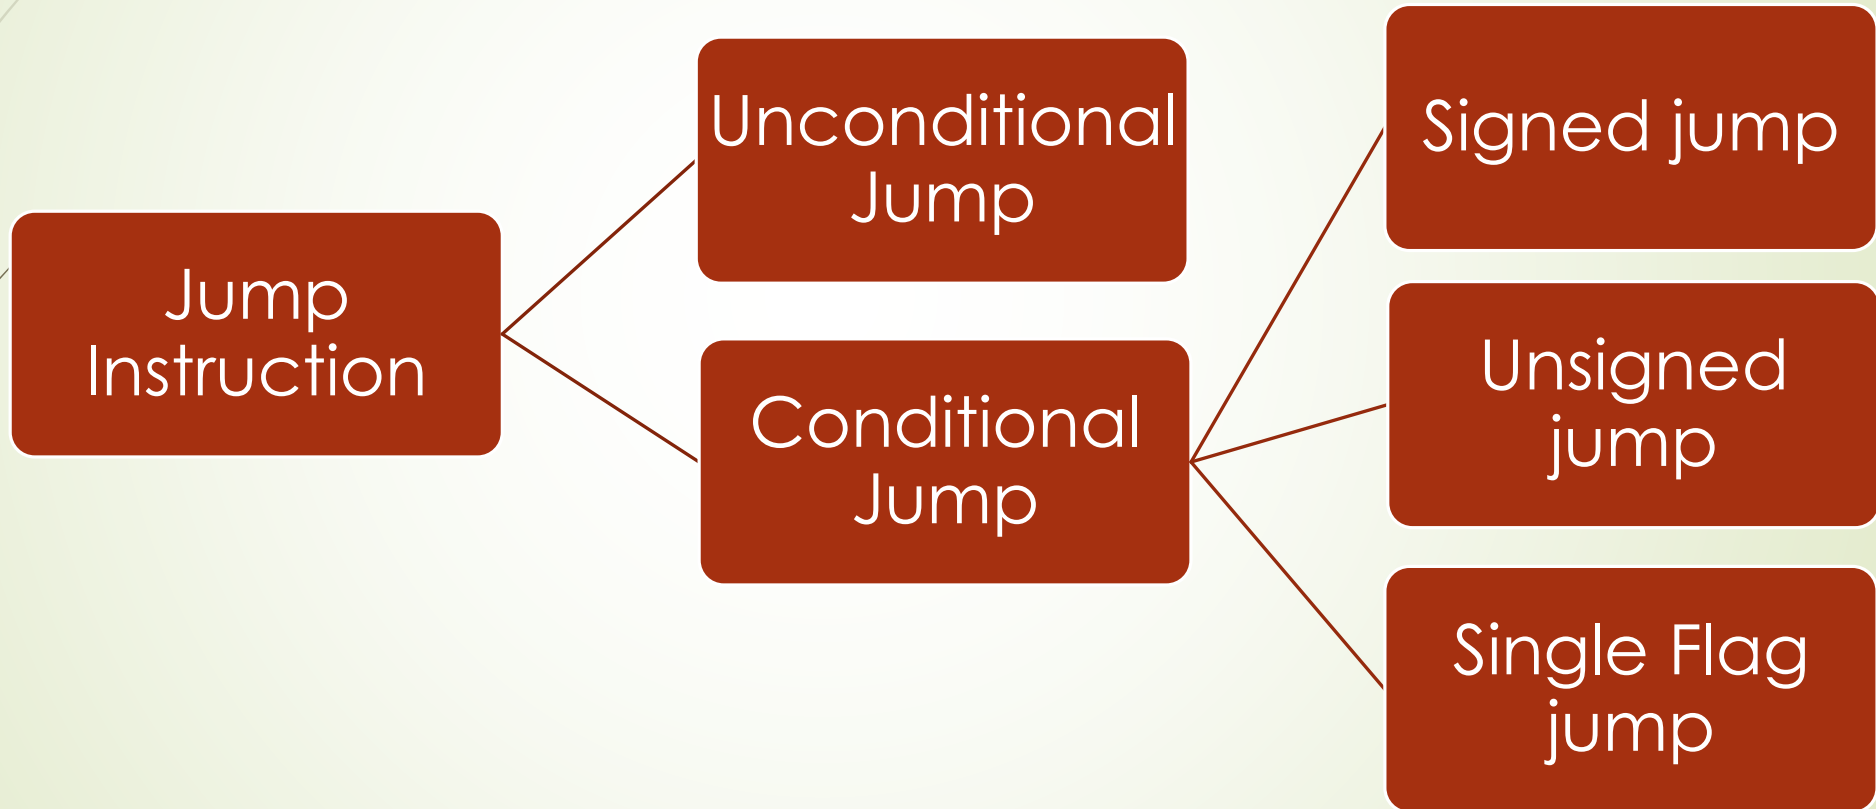 Jump
Instruction
Unconditional
Jump
Conditional
Jump
Signed jump
Unsigned
jump
Single Flag
jump